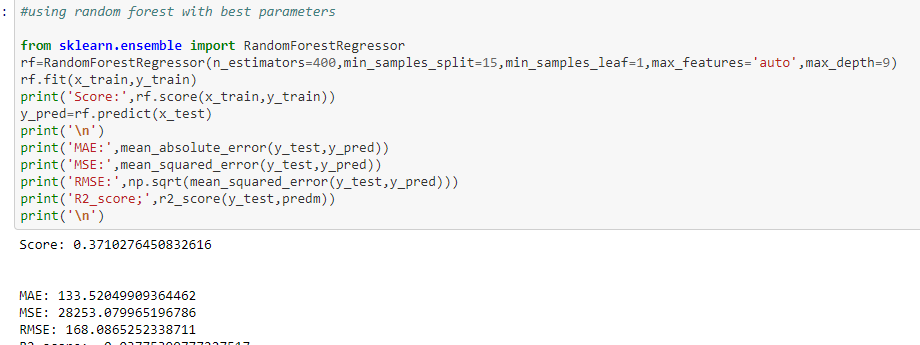 :
#using random forest with best parameters
from sklearn.ensemble import RandomForestRegressor
rf=RandomForestRegressor(n_estimators=400,min_samples_split=15,min_samples_leaf=1,max_features='auto',max_depth=9)
rf.fit(x_train,y_train)
print('Score:',rf.score(x_train,y_train))
y_pred=rf.predict(x_test)
print('\n')
print('MAE:',mean_absolute_error(y_test,y_pred))
print('MSE:',mean_squared_error(y_test,y_pred))
print('RMSE:',np.sqrt(mean_squared_error(y_test,y_pred)))
print('R2_score;',r2_score(y_test,predm))
print('\n')
Score: 0.3710276450832616
MAE: 133.52049909364462
MSE: 28253.079965196786
RMSE: 168.0865252338711